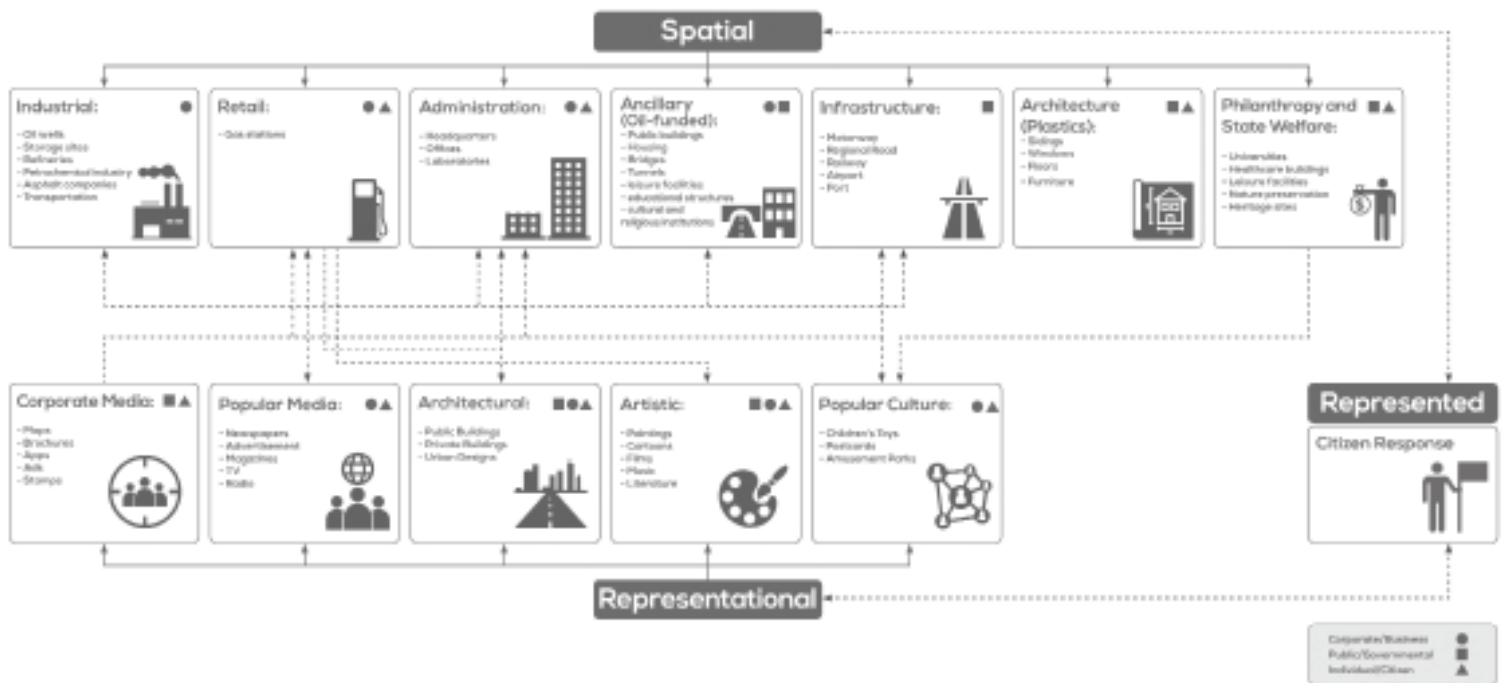 Spatial
Industrial:
- Oil wells
- Storage sites
- Refineries
- Petrochemical industry
- Asphalt companies
- Transportation
Retail:
- Gas stations
Administration:
- Headquarters
- Offices
- Laboratories
Ancillary
(Oil-funded):
- Public buildings
- Housing
- Bridges
- Tunnels
- leisure facilities
- educational structures
- cultural and
religious institutions
Infrastructure:
- Motorway
- Regional Road
- Railway
- Airport
- Port
Architecture
(Plastics):
- Sidings
- Windows
- Floors
- Furniture
Philanthropy and
State Welfare:
- Universities
- Healthcare buildings
- Leisure facilities
- Nature preservation
- Heritage sites
Corporate Media:
- Maps
- Brochures
- Apps
- Ads
- Stamps
Popular Media:
- Newspapers
- Advertisement
- Magazines
- TV
- Radio
Architectural:
- Public Buildings
- Private Buildings
- Urban Designs
Artistic:
- Paintings
- Cartoons
- Films
- Music
- Literature
Popular Culture:
- Children's Toys
- Postcards
- Amusement Parks
Represented
Citizen Response
Representational
Corporate/Business
Public/Governmental
Individual/Citizen